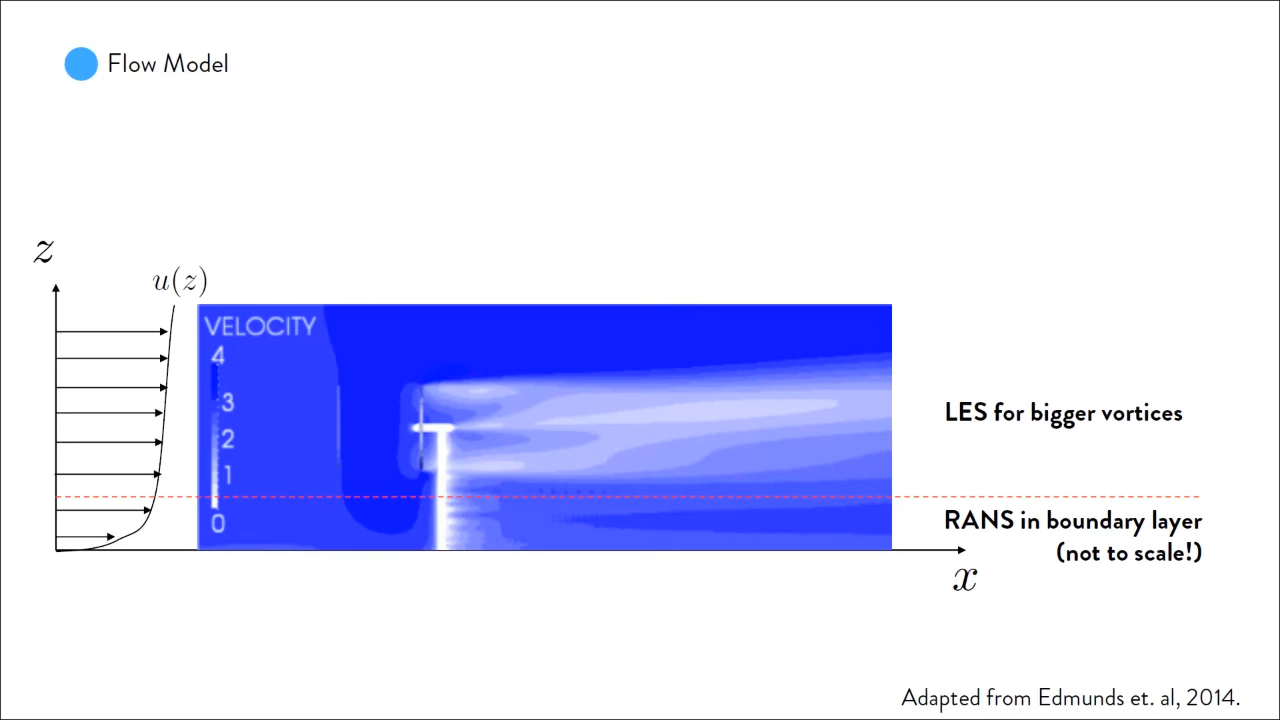 Flow Model
z
u(z)
VELOCITY
4
3
2
1
0
LES for bigger vortices
RANS in boundary layer
(not to scale!)
x
Adapted from Edmunds et. al, 2014.